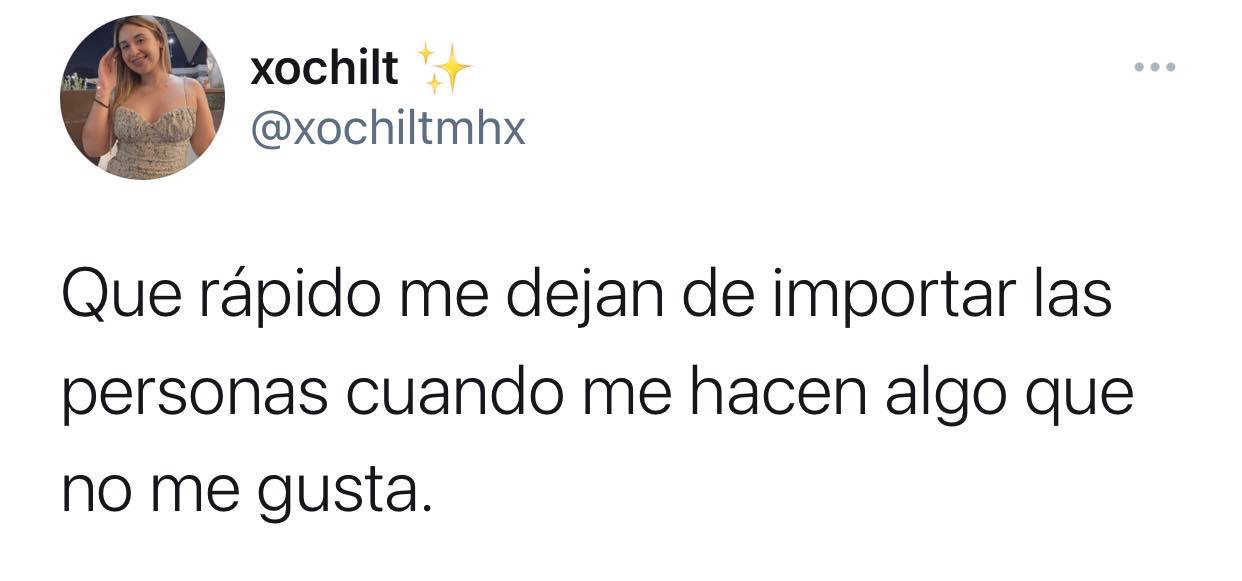 xochilt ✨
@xochiltmhx
Que rápido me dejan de importar las
personas cuando me hacen algo que
no me gusta.